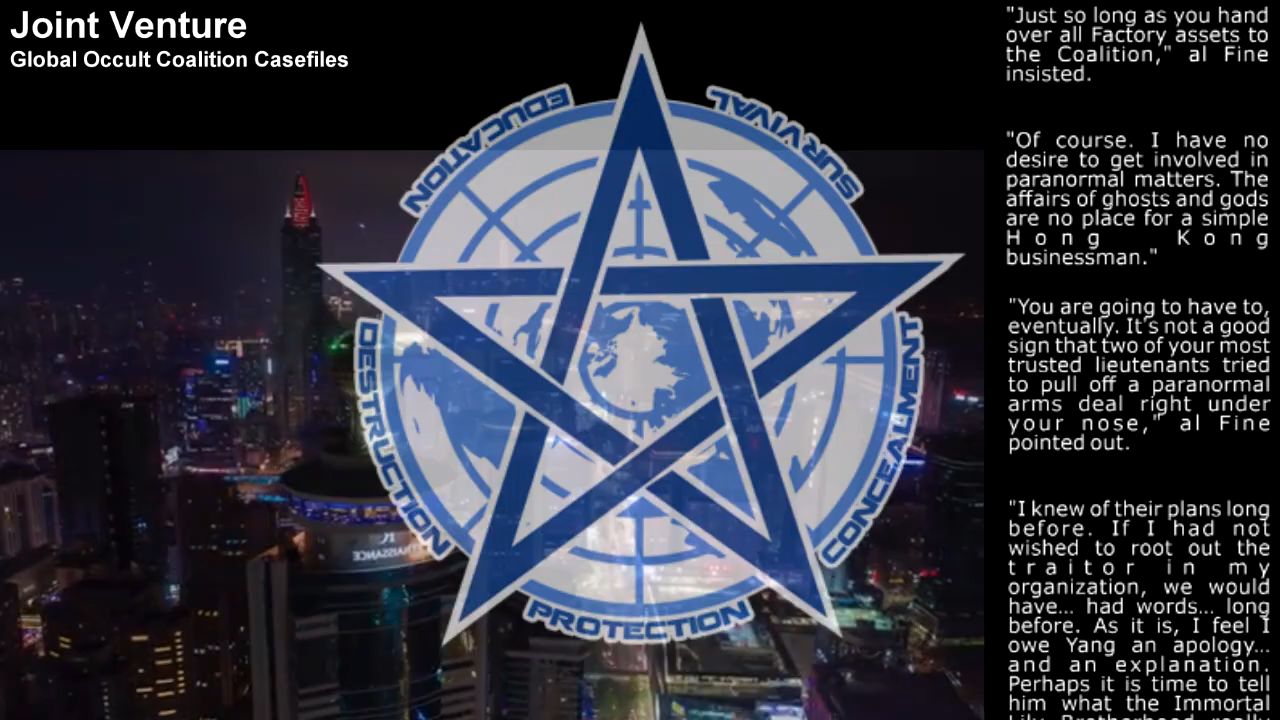 Joint Venture
Global Occult Coalition Casefiles
EDUCATION
SURVIVAL
DESTRUCTION
CONCEALMENT
PROTECTION
"Just so long as you hand
over all Factory assets to
the Coalition," al Fine
insisted.
"Of course. I have no
desire to get involved in
paranormal matters. The
affairs of ghosts and gods
are no place for a simple
Hong Kong
businessman."
"You are going to have to,
eventually. It's not a good
sign that two of your most
trusted lieutenants tried
to pull off a paranormal
arms deal right under
your nose," al Fine
pointed out.
"I knew of their plans long
before. If I had not
wished to root out the
traitor in my
organization, we would
have... had words... long
before. As it is, I feel I
owe Yang an apology...
and an explanation.
Perhaps it is time to tell
him what the Immortal